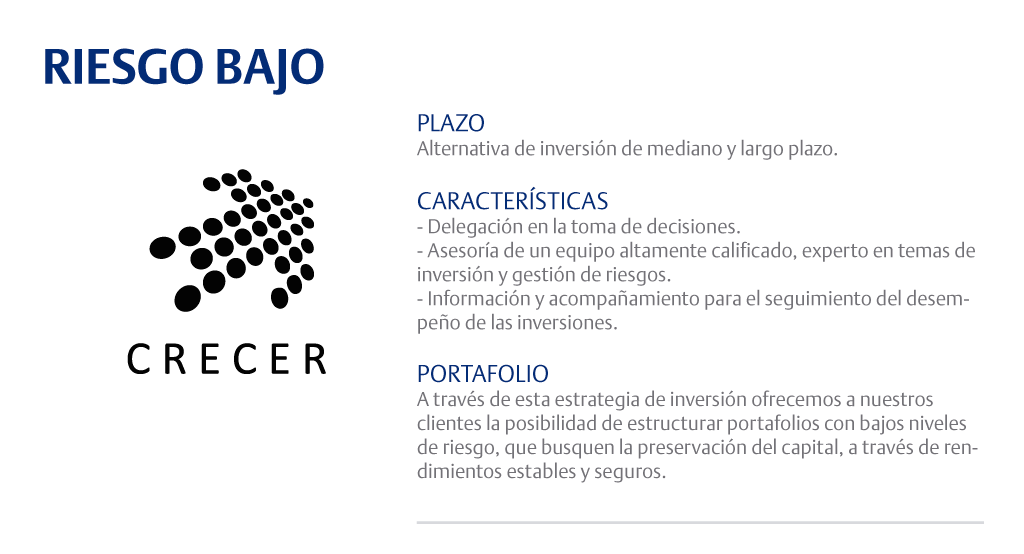 RIESGO BAJO
CRECER
PLAZO
Alternativa de inversión de mediano y largo plazo.
CARACTERÍSTICAS
- Delegación en la toma de decisiones.
- Asesoría de un equipo altamente calificado, experto en temas de
inversión y gestión de riesgos.
- Información y acompañamiento para el seguimiento del desem-
peño de las inversiones.
PORTAFOLIO
A través de esta estrategia de inversión ofrecemos a nuestros
clientes la posibilidad de estructurar portafolios con bajos niveles
de riesgo, que busquen la preservación del capital, a través de ren-
dimientos estables y seguros.